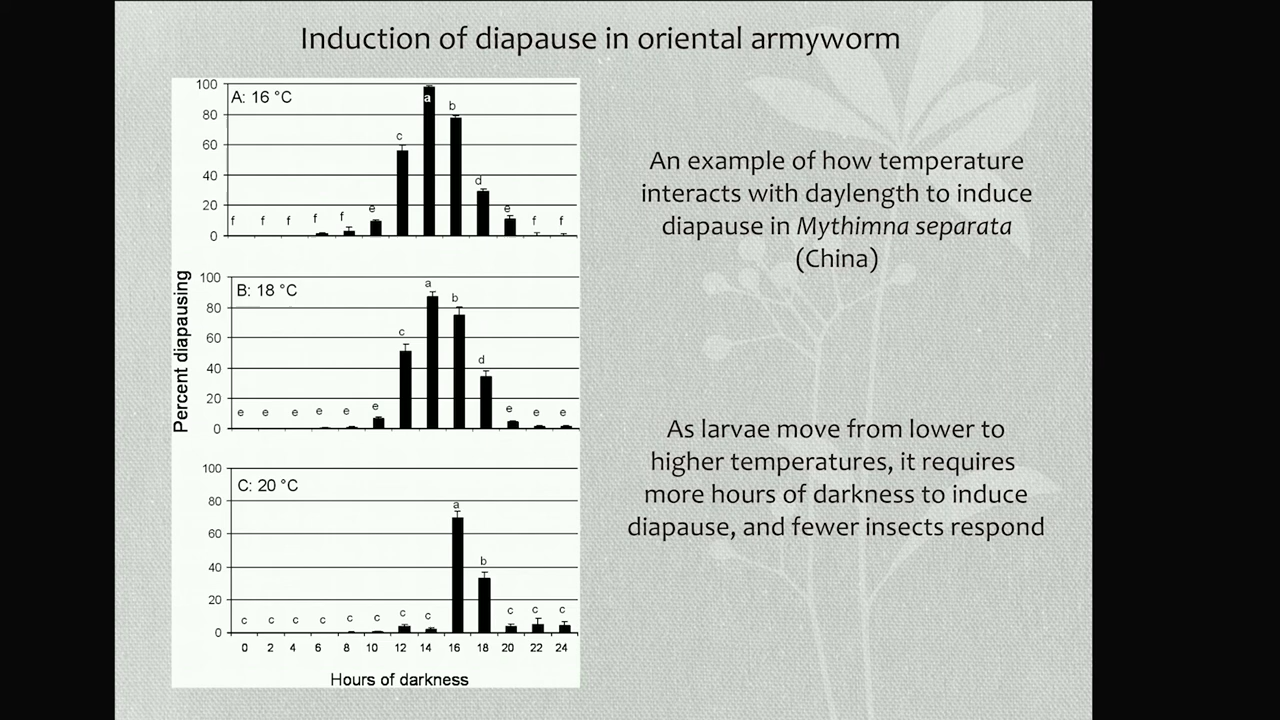 Induction of diapause in oriental armyworm
100
A: 16 °C
80
60
40
20
0
f f f f f e c a b d e f f
Percent diapausing
100
B: 18 °C
80
60
40
20
0
e e e e e e c a b d e e e
100
C: 20 °C
80
60
40
20
0
c c c c c c c c a b c c c
0 2 4 6 8 10 12 14 16 18 20 22 24
Hours of darkness
An example of how temperature
interacts with daylength to induce
diapause in Mythimna separata
(China)
As larvae move from lower to
higher temperatures, it requires
more hours of darkness to induce
diapause, and fewer insects respond